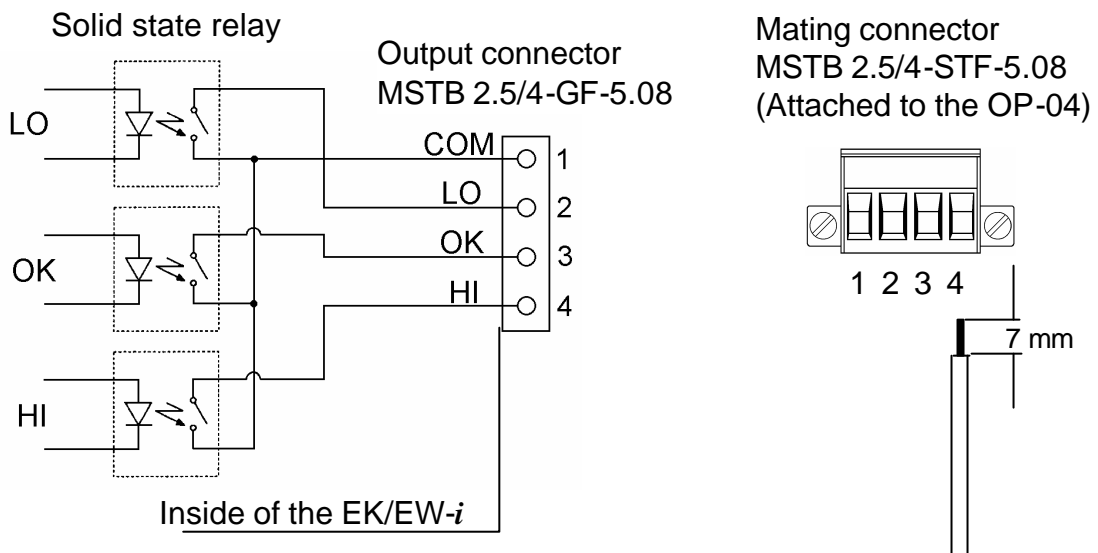 Solid state relay
Output connector
MSTB 2.5/4-GF-5.08
LO
OK
HI
COM
LO
OK
HI
1
2
3
4
Inside of the EK/EW-i
Mating connector
MSTB 2.5/4-STF-5.08
(Attached to the OP-04)
1 2 3 4
7 mm